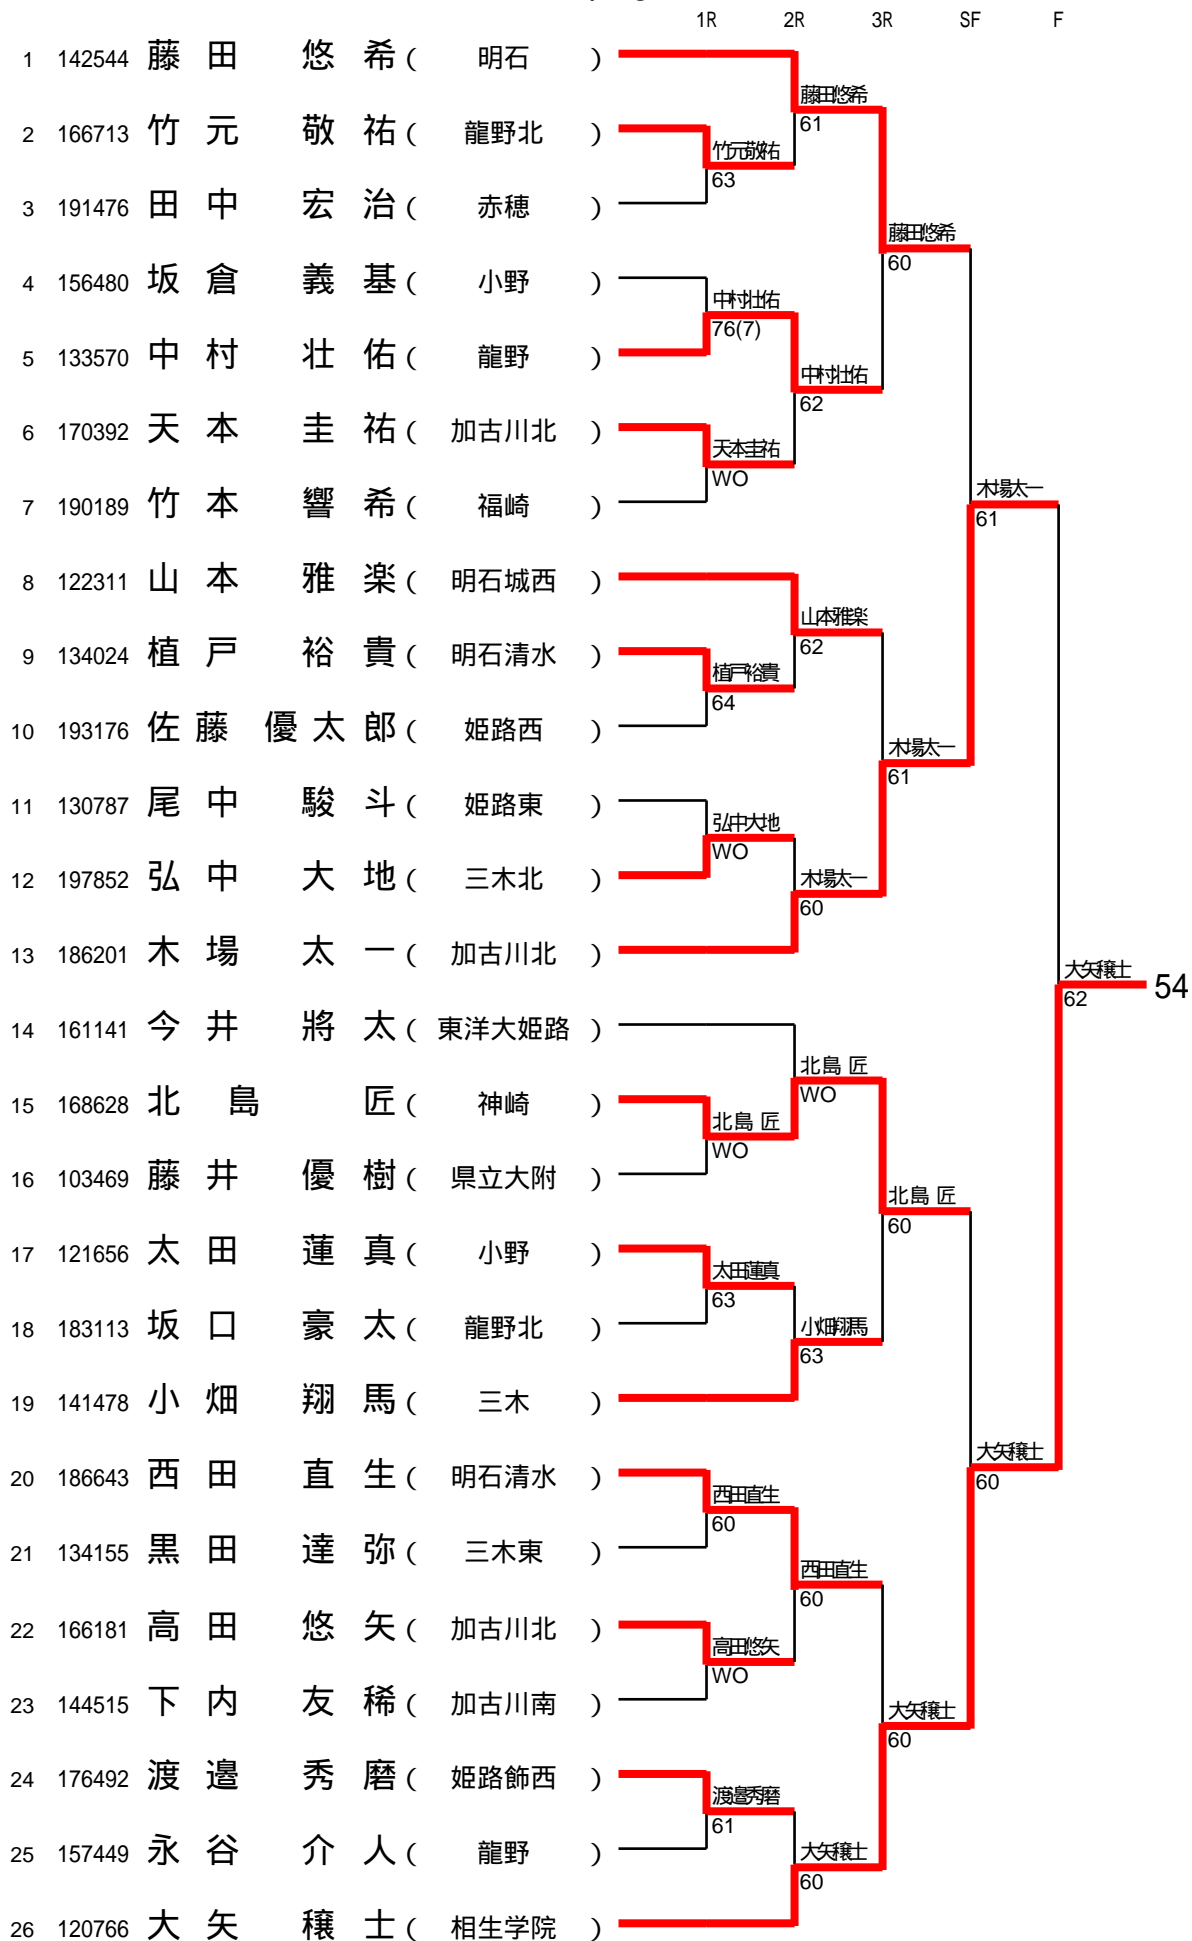 1R 2R 3R SF F
1 142544 藤田 悠希 ( 明石 )
藤田悠希
61
2 166713 竹元 敬祐 ( 龍野北 )
竹元敬祐
63
3 191476 田中 宏治 ( 赤穂 )
藤田悠希
60
4 156480 坂倉 義基 ( 小野 )
中村壮佑
76(7)
5 133570 中村 壮佑 ( 龍野 )
中村壮佑
62
6 170392 天本 圭祐 ( 加古川北 )
天本圭祐
WO
7 190189 竹本 響希 ( 福崎 )
木場太一
61
8 122311 山本 雅楽 ( 明石城西 )
山本雅楽
62
9 134024 植戸 裕貴 ( 明石清水 )
植戸裕貴
64
10 193176 佐藤 優太郎 ( 姫路西 )
木場太一
61
11 130787 尾中 駿斗 ( 姫路東 )
弘中大地
WO
12 197852 弘中 大地 ( 三木北 )
木場太一
60
13 186201 木場 太一 ( 加古川北 )
大矢穣士
62
54
14 161141 今井 將太 ( 東洋大姫路 )
北島 匠
WO
15 168628 北島 匠 ( 神崎 )
北島 匠
WO
16 103469 藤井 優樹 ( 県立大附 )
北島 匠
60
17 121656 太田 蓮真 ( 小野 )
太田蓮真
63
18 183113 坂口 豪太 ( 龍野北 )
小畑翔馬
63
19 141478 小畑 翔馬 ( 三木 )
大矢穣士
60
20 186643 西田 直生 ( 明石清水 )
西田直生
60
21 134155 黒田 達弥 ( 三木東 )
西田直生
60
22 166181 高田 悠矢 ( 加古川北 )
高田悠矢
WO
23 144515 下内 友稀 ( 加古川南 )
大矢穣士
60
24 176492 渡邉 秀磨 ( 姫路飾西 )
渡邉秀磨
61
25 157449 永谷 介人 ( 龍野 )
大矢穣士
60
26 120766 大矢 穣士 ( 相生学院 )